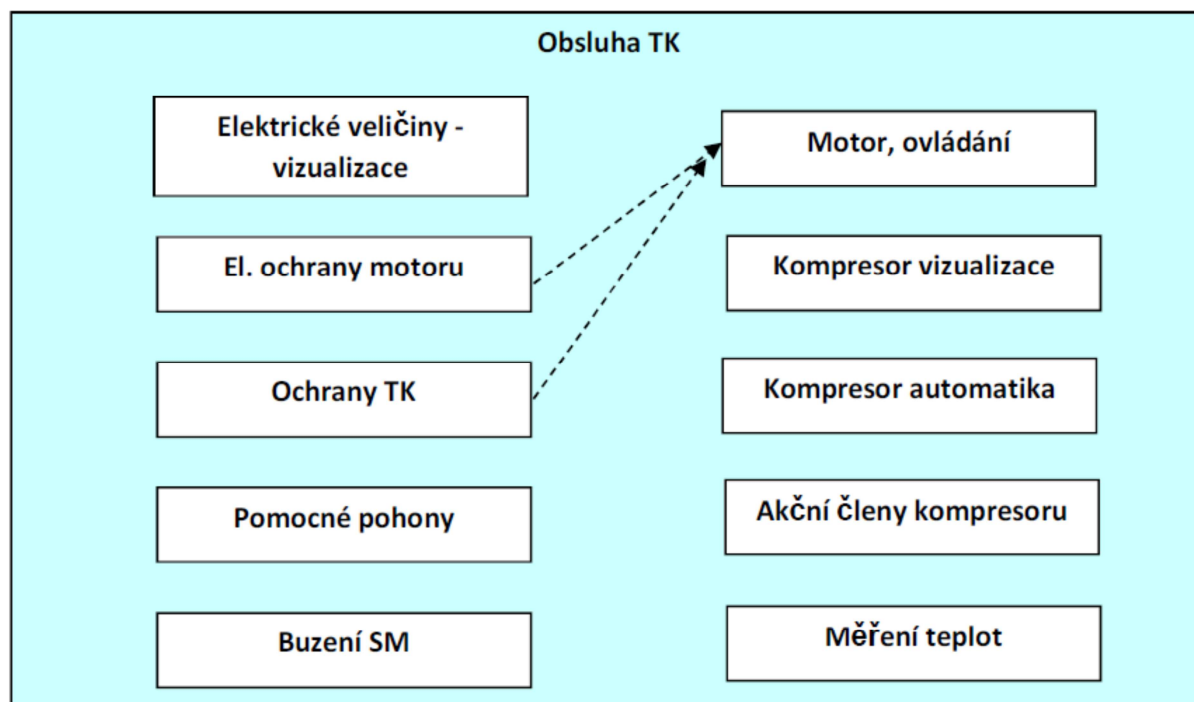 Obsluha TK
Elektrické veličiny -
vizualizace
El. ochrany motoru
Ochrany TK
Pomocné pohony
Buzení SM
Motor, ovládání
Kompresor vizualizace
Kompresor automatika
Akční členy kompresoru
Měření teplot